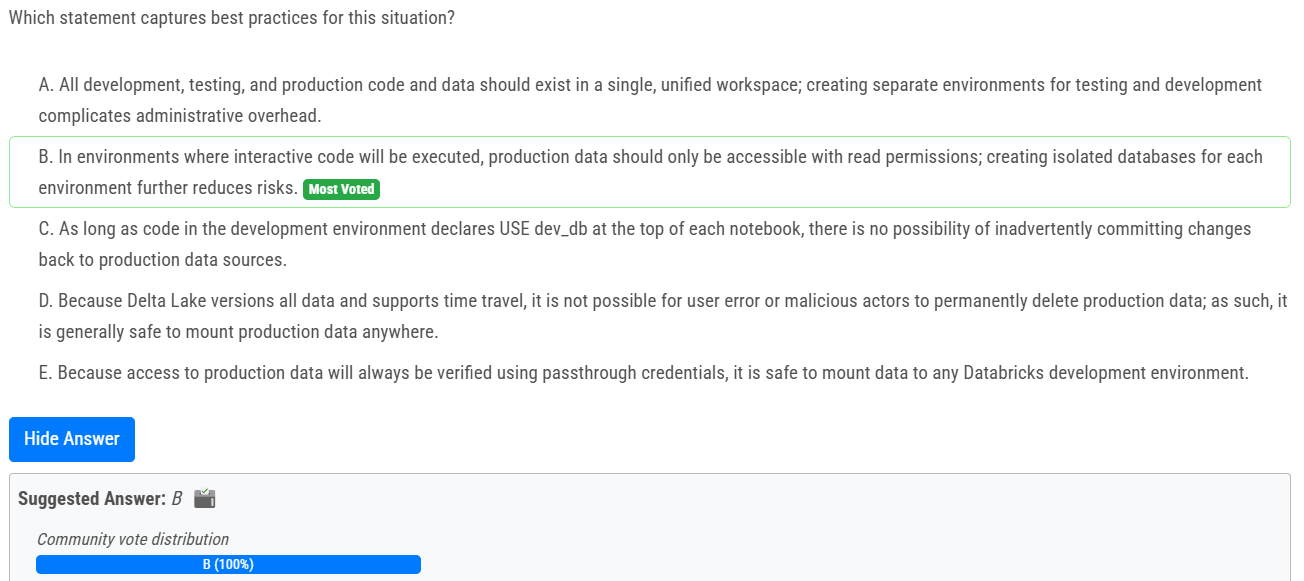 Which statement captures best practices for this situation?
A. All development, testing, and production code and data should exist in a single, unified workspace; creating separate environments for testing and development
complicates administrative overhead.
B. In environments where interactive code will be executed, production data should only be accessible with read permissions; creating isolated databases for each
environment further reduces risks. Most Voted
C. As long as code in the development environment declares USE dev_db at the top of each notebook, there is no possibility of inadvertently committing changes
back to production data sources.
D. Because Delta Lake versions all data and supports time travel, it is not possible for user error or malicious actors to permanently delete production data; as such, it
is generally safe to mount production data anywhere.
E. Because access to production data will always be verified using passthrough credentials, it is safe to mount data to any Databricks development environment.
Hide Answer
Suggested Answer: B
Community vote distribution
B (100%)